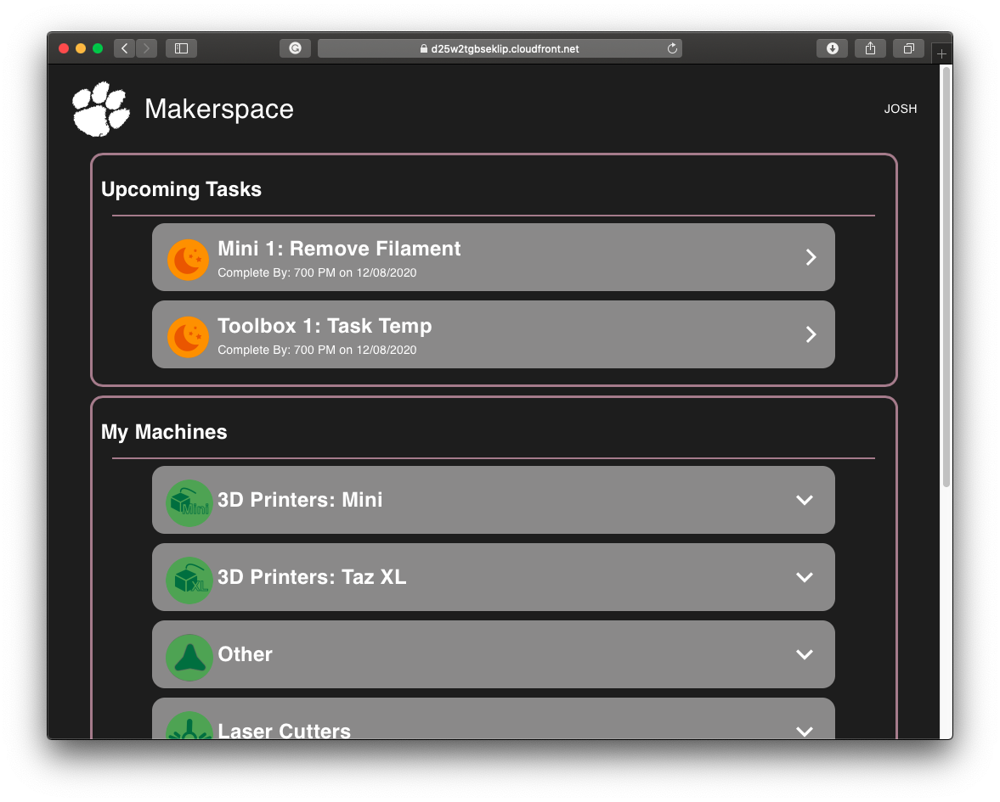 d25w2tgbseklip.cloudfront.net
Makerspace
JOSH
Upcoming Tasks
Mini 1: Remove Filament
Complete By: 700 PM on 12/08/2020
Toolbox 1: Task Temp
Complete By: 700 PM on 12/08/2020
My Machines
Mini
3D Printers: Mini
XL
3D Printers: Taz XL
Other
Laser Cutters